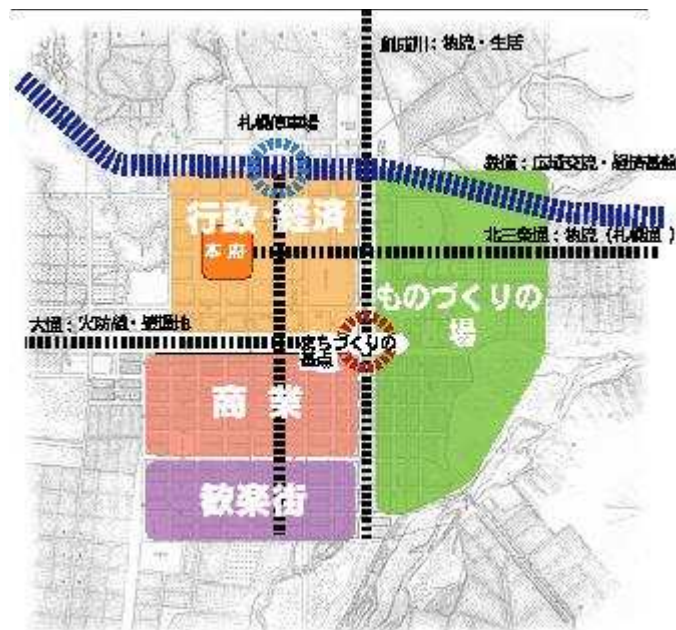 創成川：物流・生活
札幌停車場
鉄道：広域交流・経済基盤
行政・経済
北三条通：物流（札幌通）
本府
ものづくりの
場
大通：火防線・遊閑地
まちづくりの
基点
商業
歓楽街